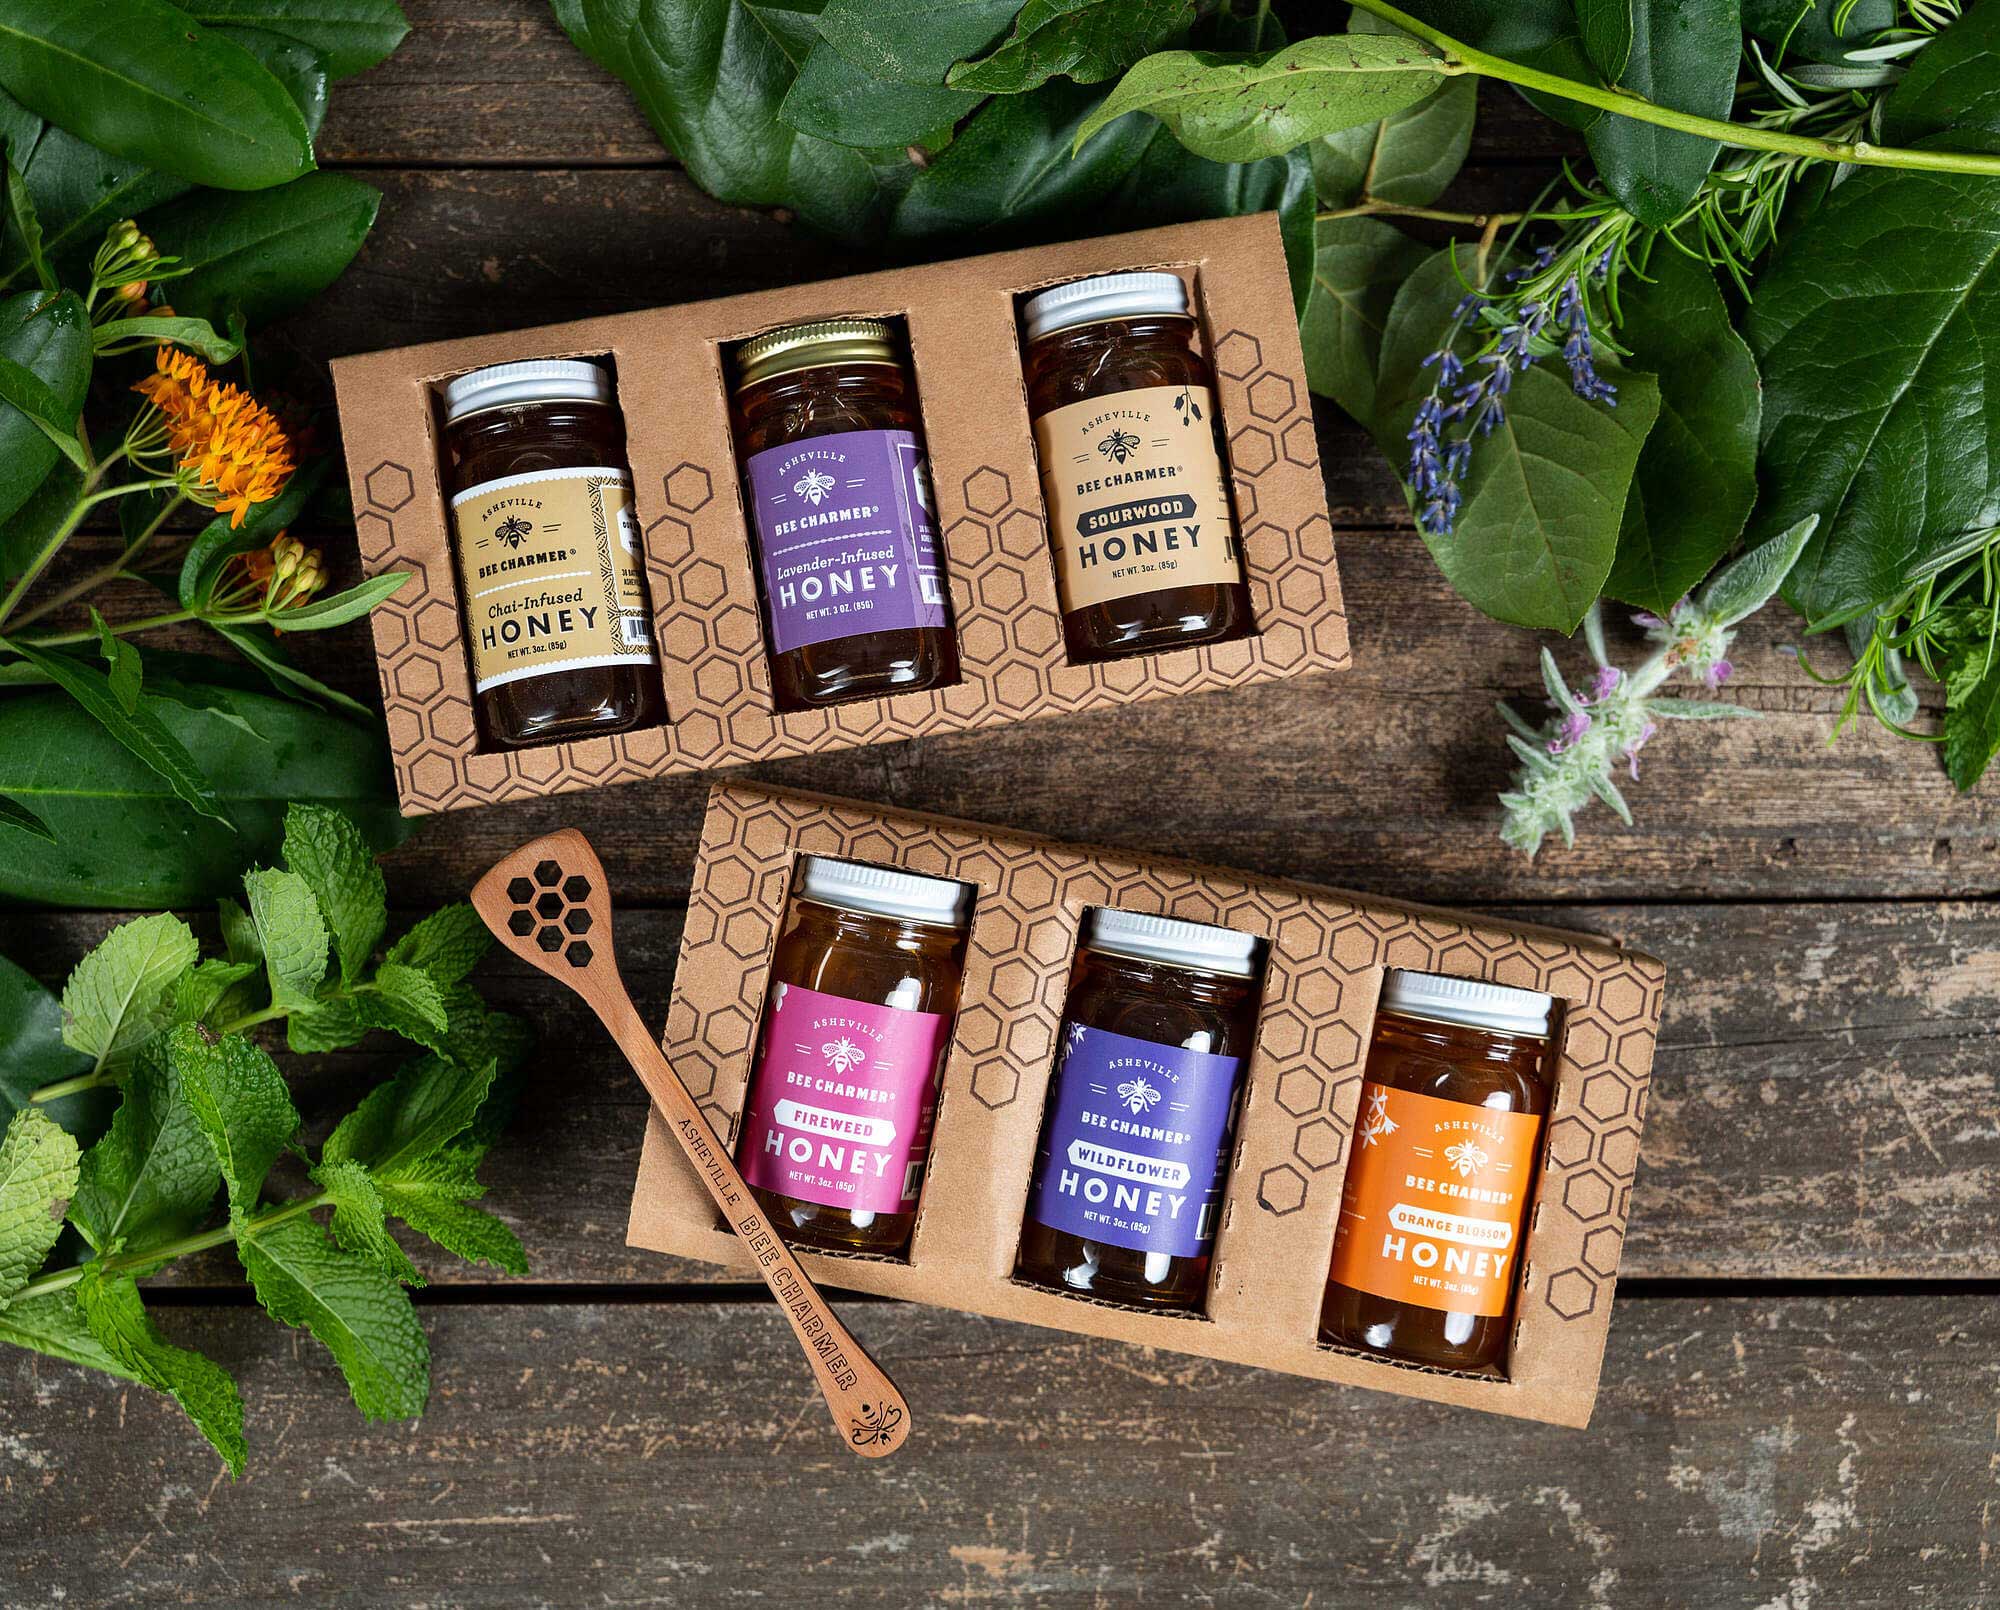 ASHEVILLE
BEE CHARMER®
Chai-Infused
HONEY
NET WT. 3oz. (85g)
ASHEVILLE
BEE CHARMER®
Lavender-Infused
HONEY
NET WT. 3 OZ. (85G)
ASHEVILLE
BEE CHARMER®
SOURWOOD
HONEY
NET WT. 3oz. (85g)
ASHEVILLE
BEE CHARMER®
FIREWEED
HONEY
NET WT. 3oz. (85g)
ASHEVILLE
BEE CHARMER®
WILDFLOWER
HONEY
NET WT. 3oz. (85g)
ASHEVILLE
BEE CHARMER®
ORANGE BLOSSOM
HONEY
NET WT. 3oz. (85g)
ASHEVILLE BEE CHARMER